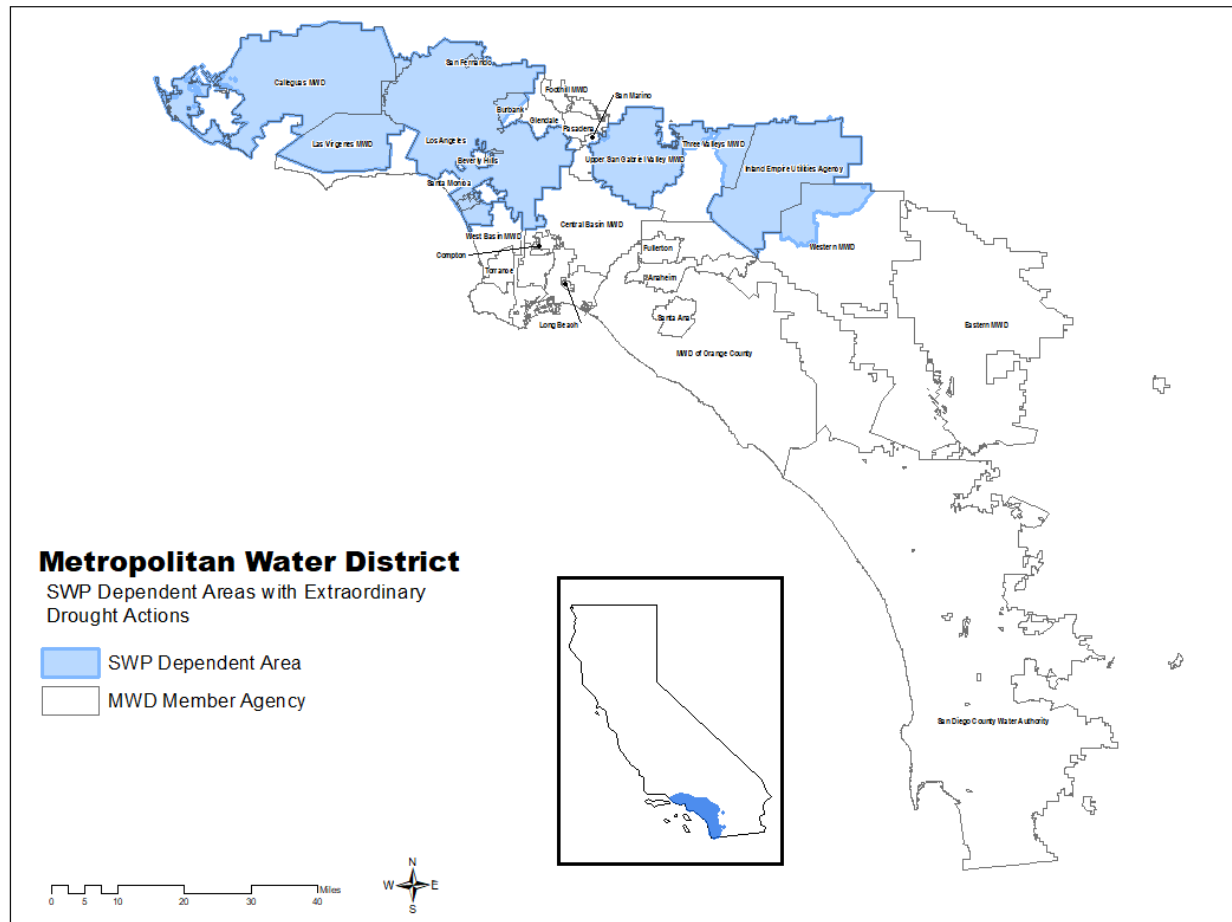 San Fernando
Calleguas MWD
Foothill MWD
San Marino
Burbank
Glendale
Pasadena
Las Virgenes MWD
Los Angeles
Three Valleys MWD
Beverly Hills
Upper San Gabriel Valley MWD
Inland Empire Utilities Agency
Santa Monica
Central Basin MWD
West Basin MWD
Western MWD
Fullerton
Compton
Torrance
Anaheim
Santa Ana
Long Beach
Eastern MWD
MWD of Orange County
San Diego County Water Authority
Metropolitan Water District
SWP Dependent Areas with Extraordinary
Drought Actions
SWP Dependent Area
MWD Member Agency
Miles
0 5 10 20 30 40
N
W E
S